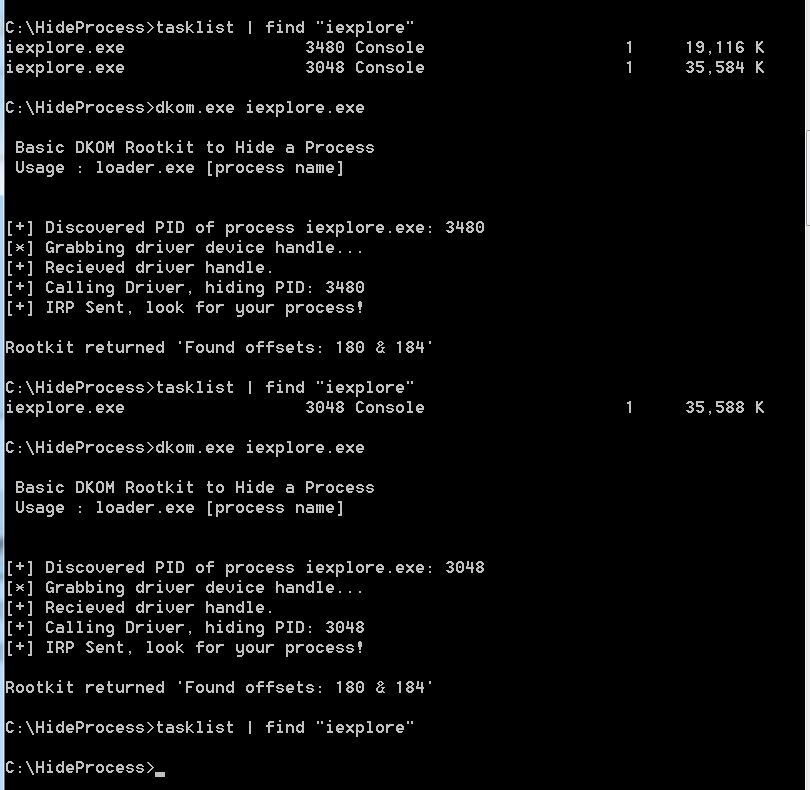 C:\HideProcess>tasklist | find "iexplore"
iexplore.exe                  3480 Console                    1     19,116 K
iexplore.exe                  3048 Console                    1     35,584 K
C:\HideProcess>dkom.exe iexplore.exe
Basic DKOM Rootkit to Hide a Process
Usage : loader.exe [process name]
[+] Discovered PID of process iexplore.exe: 3480
[*] Grabbing driver device handle...
[+] Recieved driver handle.
[+] Calling Driver, hiding PID: 3480
[+] IRP Sent, look for your process!
Rootkit returned 'Found offsets: 180 & 184'
C:\HideProcess>tasklist | find "iexplore"
iexplore.exe                  3048 Console                    1     35,588 K
C:\HideProcess>dkom.exe iexplore.exe
Basic DKOM Rootkit to Hide a Process
Usage : loader.exe [process name]
[+] Discovered PID of process iexplore.exe: 3048
[*] Grabbing driver device handle...
[+] Recieved driver handle.
[+] Calling Driver, hiding PID: 3048
[+] IRP Sent, look for your process!
Rootkit returned 'Found offsets: 180 & 184'
C:\HideProcess>tasklist | find "iexplore"
C:\HideProcess>_